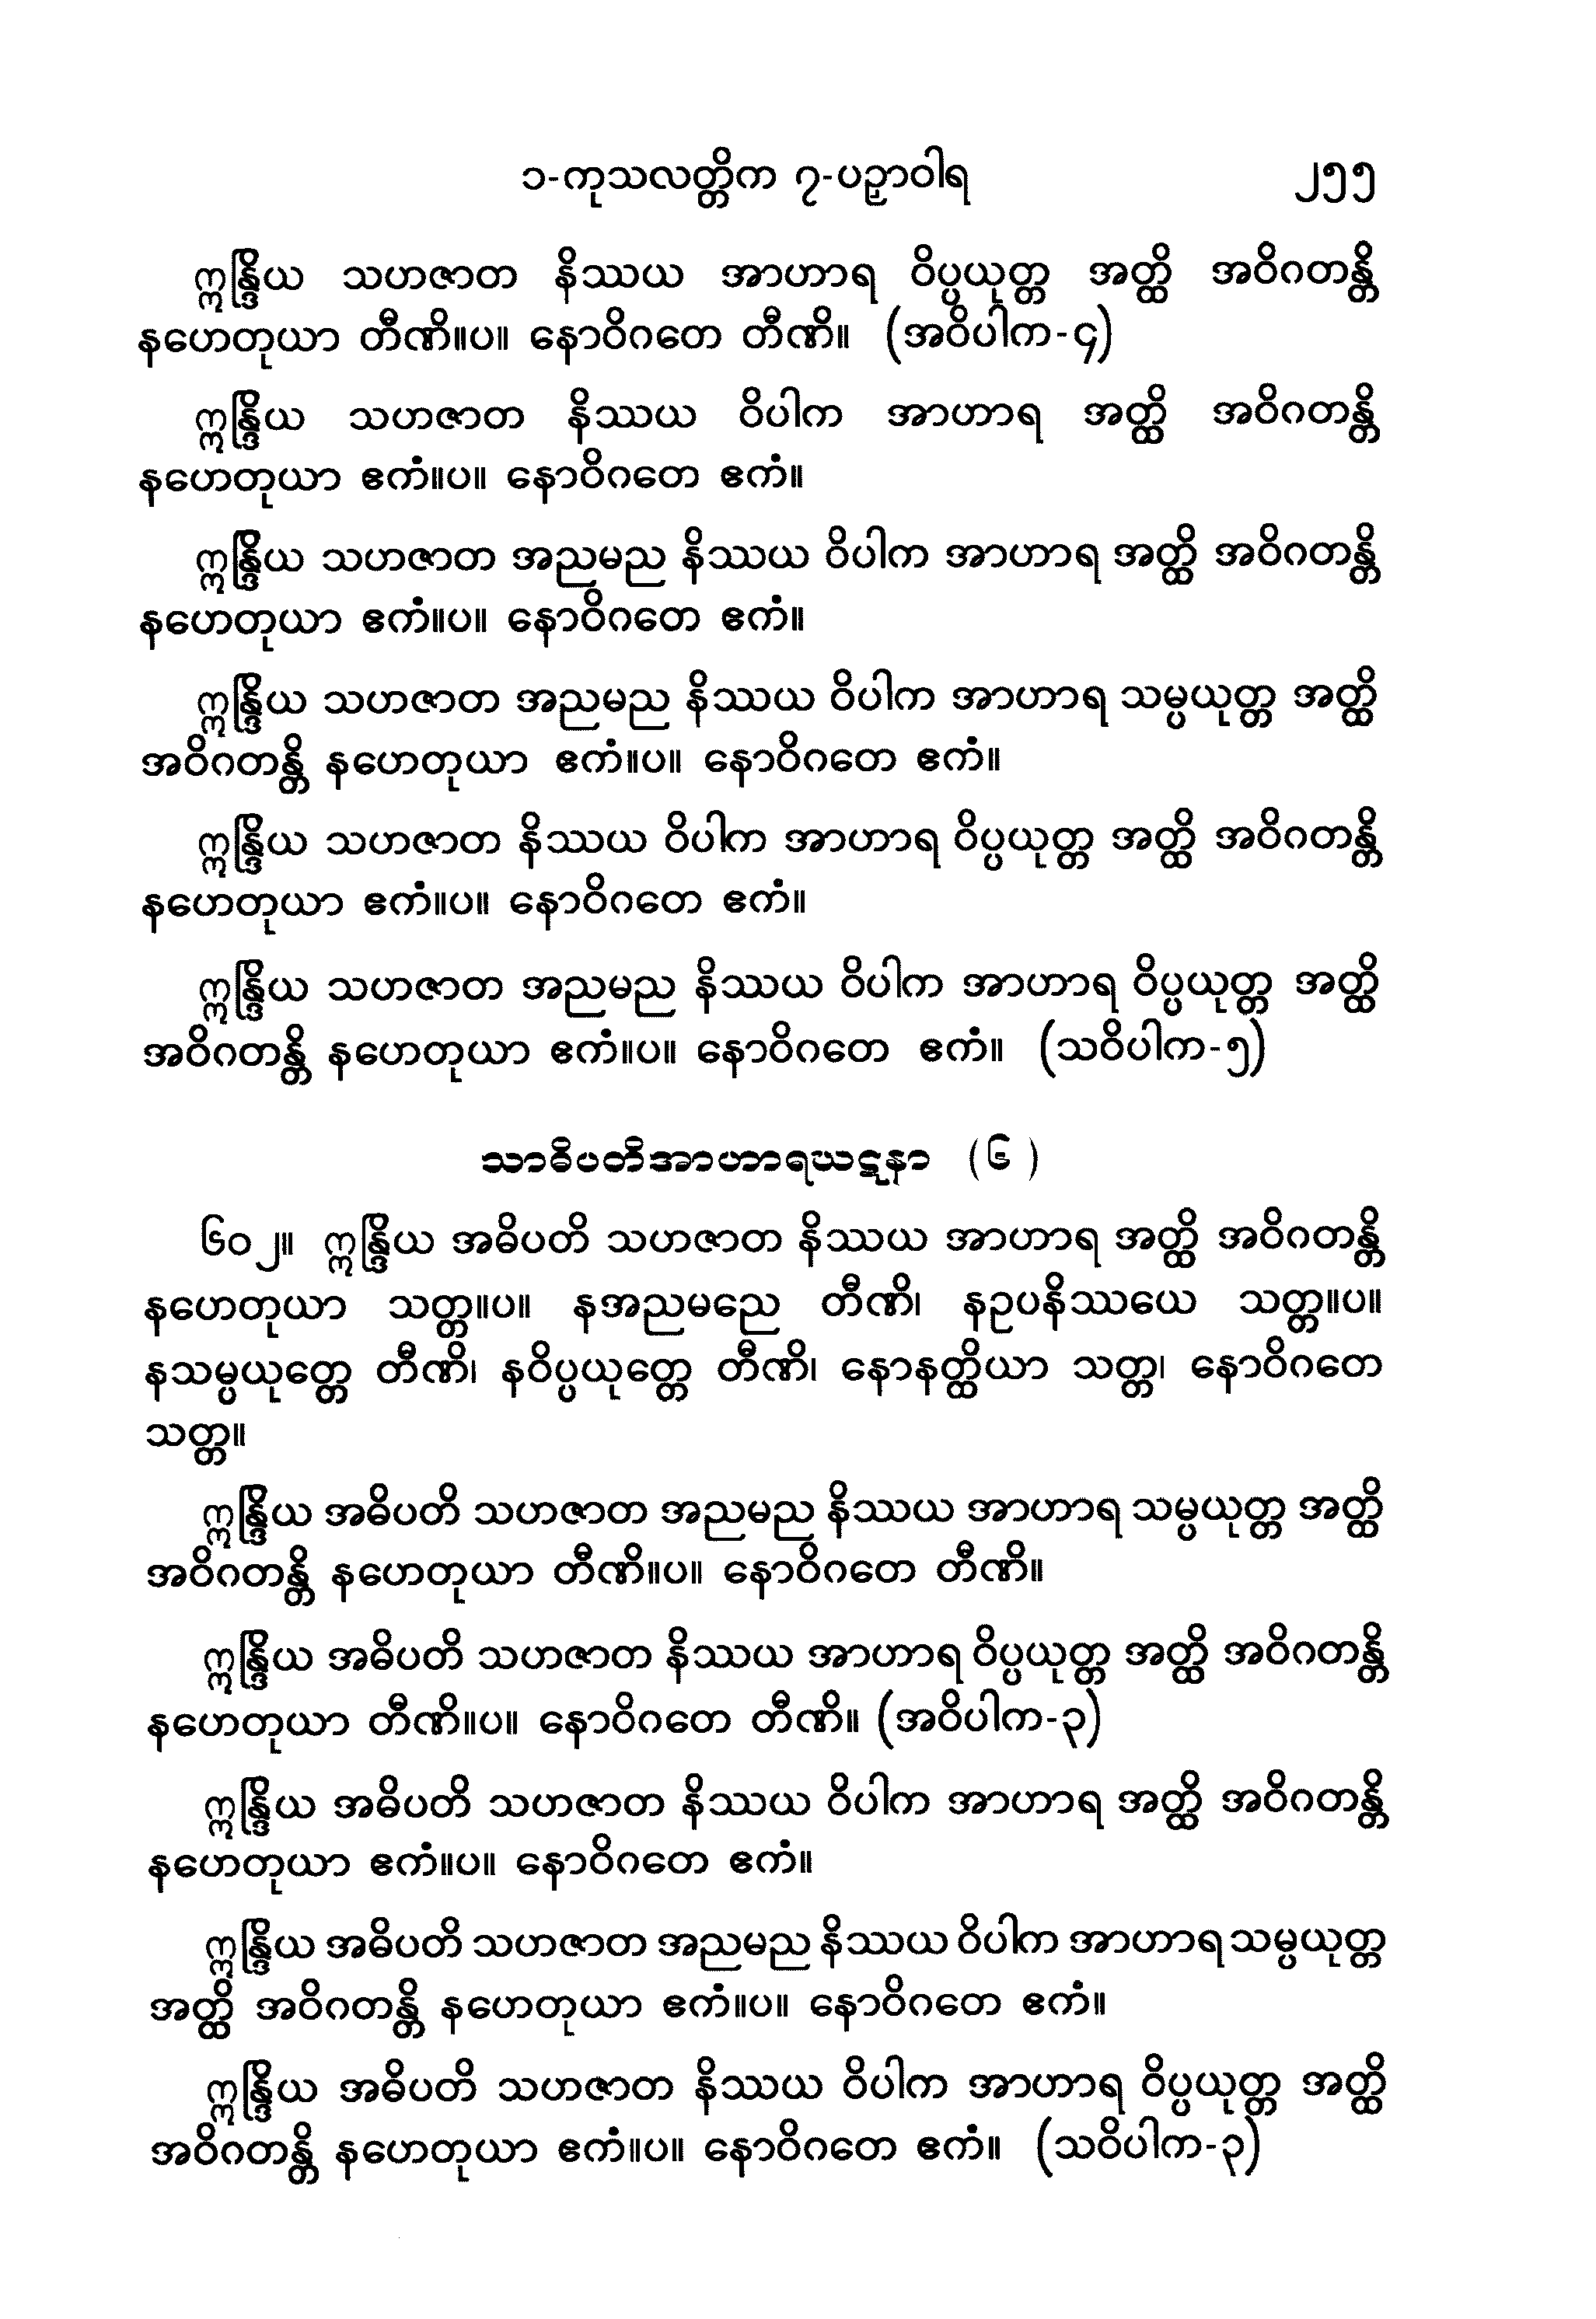 ၁-ကုသလတ္တိက ၇-ပဉှာဝါရ ၂၅၅
ဣန္ဒြိယ သဟဇာတ နိဿယ အာဟာရ ဝိပ္ပယုတ္တ အတ္ထိ အဝိဂတန္တိ
နဟေတုယာ တီဏိ။ပ။ နောဝိဂတေ တီဏိ။ (အဝိပါက-၄)
ဣန္ဒြိယ သဟဇာတ နိဿယ ဝိပါက အာဟာရ အတ္ထိ အဝိဂတန္တိ
နဟေတုယာ ဧကံ။ပ။ နောဝိဂတေ ဧကံ။
ဣန္ဒြိယ သဟဇာတ အညမည နိဿယ ဝိပါက အာဟာရ အတ္ထိ အဝိဂတန္တိ
နဟေတုယာ ဧကံ။ပ။ နောဝိဂတေ ဧကံ။
ဣန္ဒြိယ သဟဇာတ အညမည နိဿယ ဝိပါက အာဟာရ သမ္ပယုတ္တ အတ္ထိ
အဝိဂတန္တိ နဟေတုယာ ဧကံ။ပ။ နောဝိဂတေ ဧကံ။
ဣန္ဒြိယ သဟဇာတ နိဿယ ဝိပါက အာဟာရ ဝိပ္ပယုတ္တ အတ္ထိ အဝိဂတန္တိ
နဟေတုယာ ဧကံ။ပ။ နောဝိဂတေ ဧကံ။
ဣန္ဒြိယ သဟဇာတ အညမည နိဿယ ဝိပါက အာဟာရ ဝိပ္ပယုတ္တ အတ္ထိ
အဝိဂတန္တိ နဟေတုယာ ဧကံ။ပ။ နောဝိဂတေ ဧကံ။ (သဝိပါက-၅)
သာဓိပတိအာဟာရဃဋနာ (၆)
၆၀၂။ ဣန္ဒြိယ အဓိပတိ သဟဇာတ နိဿယ အာဟာရ အတ္ထိ အဝိဂတန္တိ
နဟေတုယာ သတ္တ။ပ။ နအညမညေ တီဏိ၊ နဥပနိဿယေ သတ္တ။ပ။
နသမ္ပယုတ္တေ တီဏိ၊ နဝိပ္ပယုတ္တေ တီဏိ၊ နောနတ္ထိယာ သတ္တ၊ နောဝိဂတေ
သတ္တ။
ဣန္ဒြိယ အဓိပတိ သဟဇာတ အညမည နိဿယ အာဟာရ သမ္ပယုတ္တ အတ္ထိ
အဝိဂတန္တိ နဟေတုယာ တီဏိ။ပ။ နောဝိဂတေ တီဏိ။
ဣန္ဒြိယ အဓိပတိ သဟဇာတ နိဿယ အာဟာရ ဝိပ္ပယုတ္တ အတ္ထိ အဝိဂတန္တိ
နဟေတုယာ တီဏိ။ပ။ နောဝိဂတေ တီဏိ။ (အဝိပါက-၃)
ဣန္ဒြိယ အဓိပတိ သဟဇာတ နိဿယ ဝိပါက အာဟာရ အတ္ထိ အဝိဂတန္တိ
နဟေတုယာ ဧကံ။ပ။ နောဝိဂတေ ဧကံ။
ဣန္ဒြိယ အဓိပတိ သဟဇာတ အညမည နိဿယ ဝိပါက အာဟာရ သမ္ပယုတ္တ
အတ္ထိ အဝိဂတန္တိ နဟေတုယာ ဧကံ။ပ။ နောဝိဂတေ ဧကံ။
ဣန္ဒြိယ အဓိပတိ သဟဇာတ နိဿယ ဝိပါက အာဟာရ ဝိပ္ပယုတ္တ အတ္ထိ
အဝိဂတန္တိ နဟေတုယာ ဧကံ။ပ။ နောဝိဂတေ ဧကံ။ (သဝိပါက-၃)